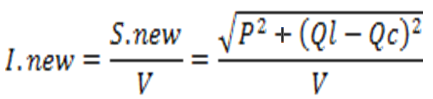 I.new = S.new / V = √(P² + (Ql − Qc)²) / V